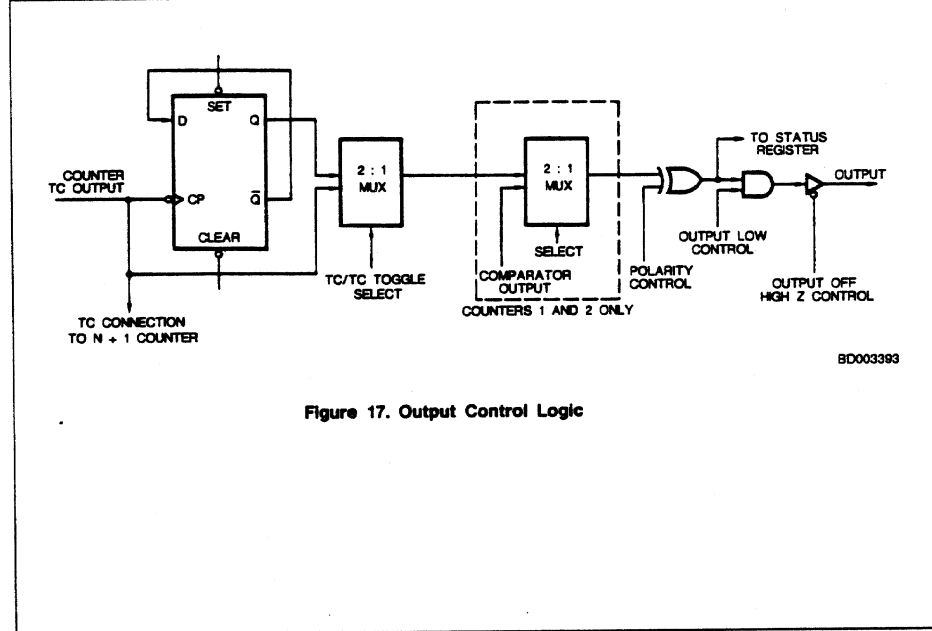 SET
D
Q
COUNTER
TC OUTPUT
CP
Q̅
CLEAR
2 : 1
MUX
TC/TC TOGGLE
SELECT
2 : 1
MUX
SELECT
COMPARATOR
OUTPUT
COUNTERS 1 AND 2 ONLY
POLARITY
CONTROL
TO STATUS
REGISTER
OUTPUT
OUTPUT LOW
CONTROL
OUTPUT OFF
HIGH Z CONTROL
TC CONNECTION
TO N + 1 COUNTER
BD003393
Figure 17. Output Control Logic